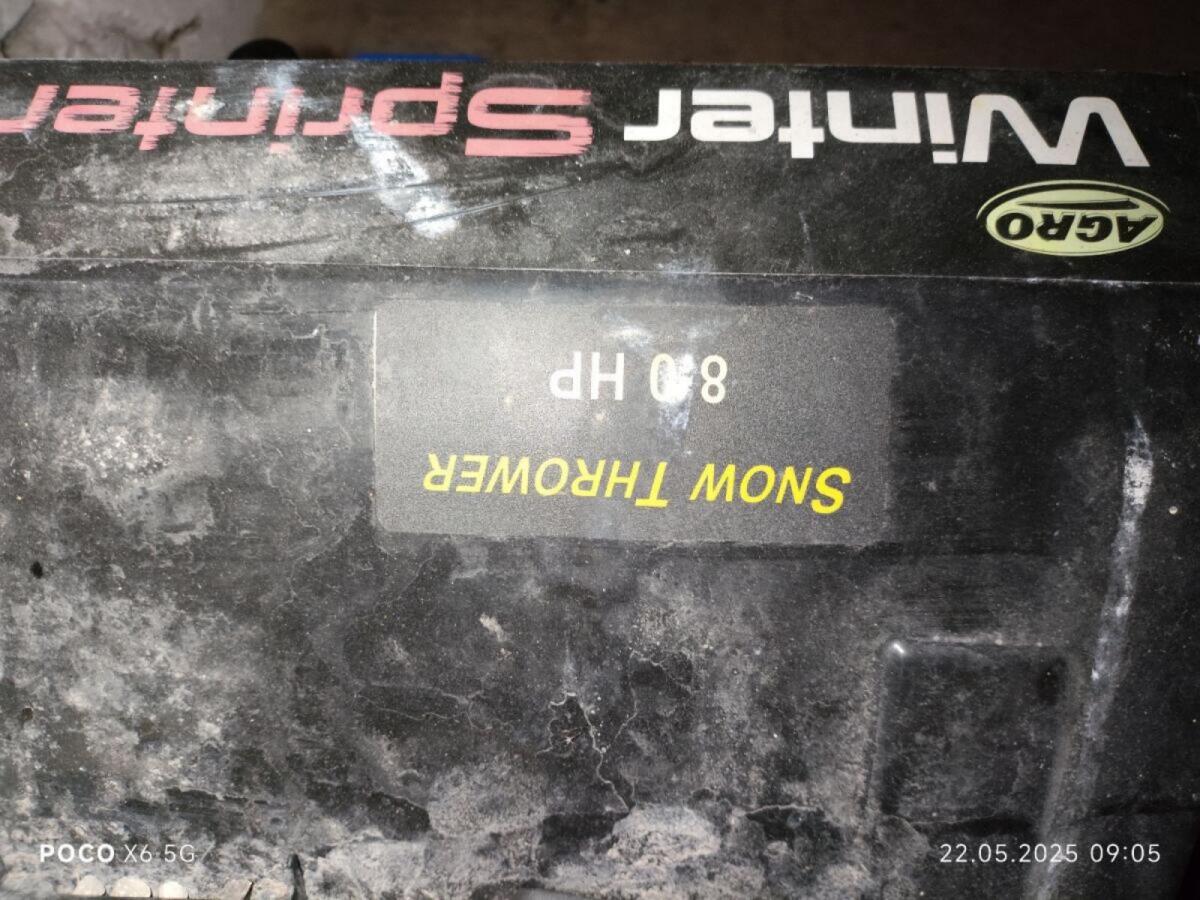 SNOW THROWER
8.0 HP
AGRO
Winter Sprinter
POCO X6 5G
22.05.2025 09:05